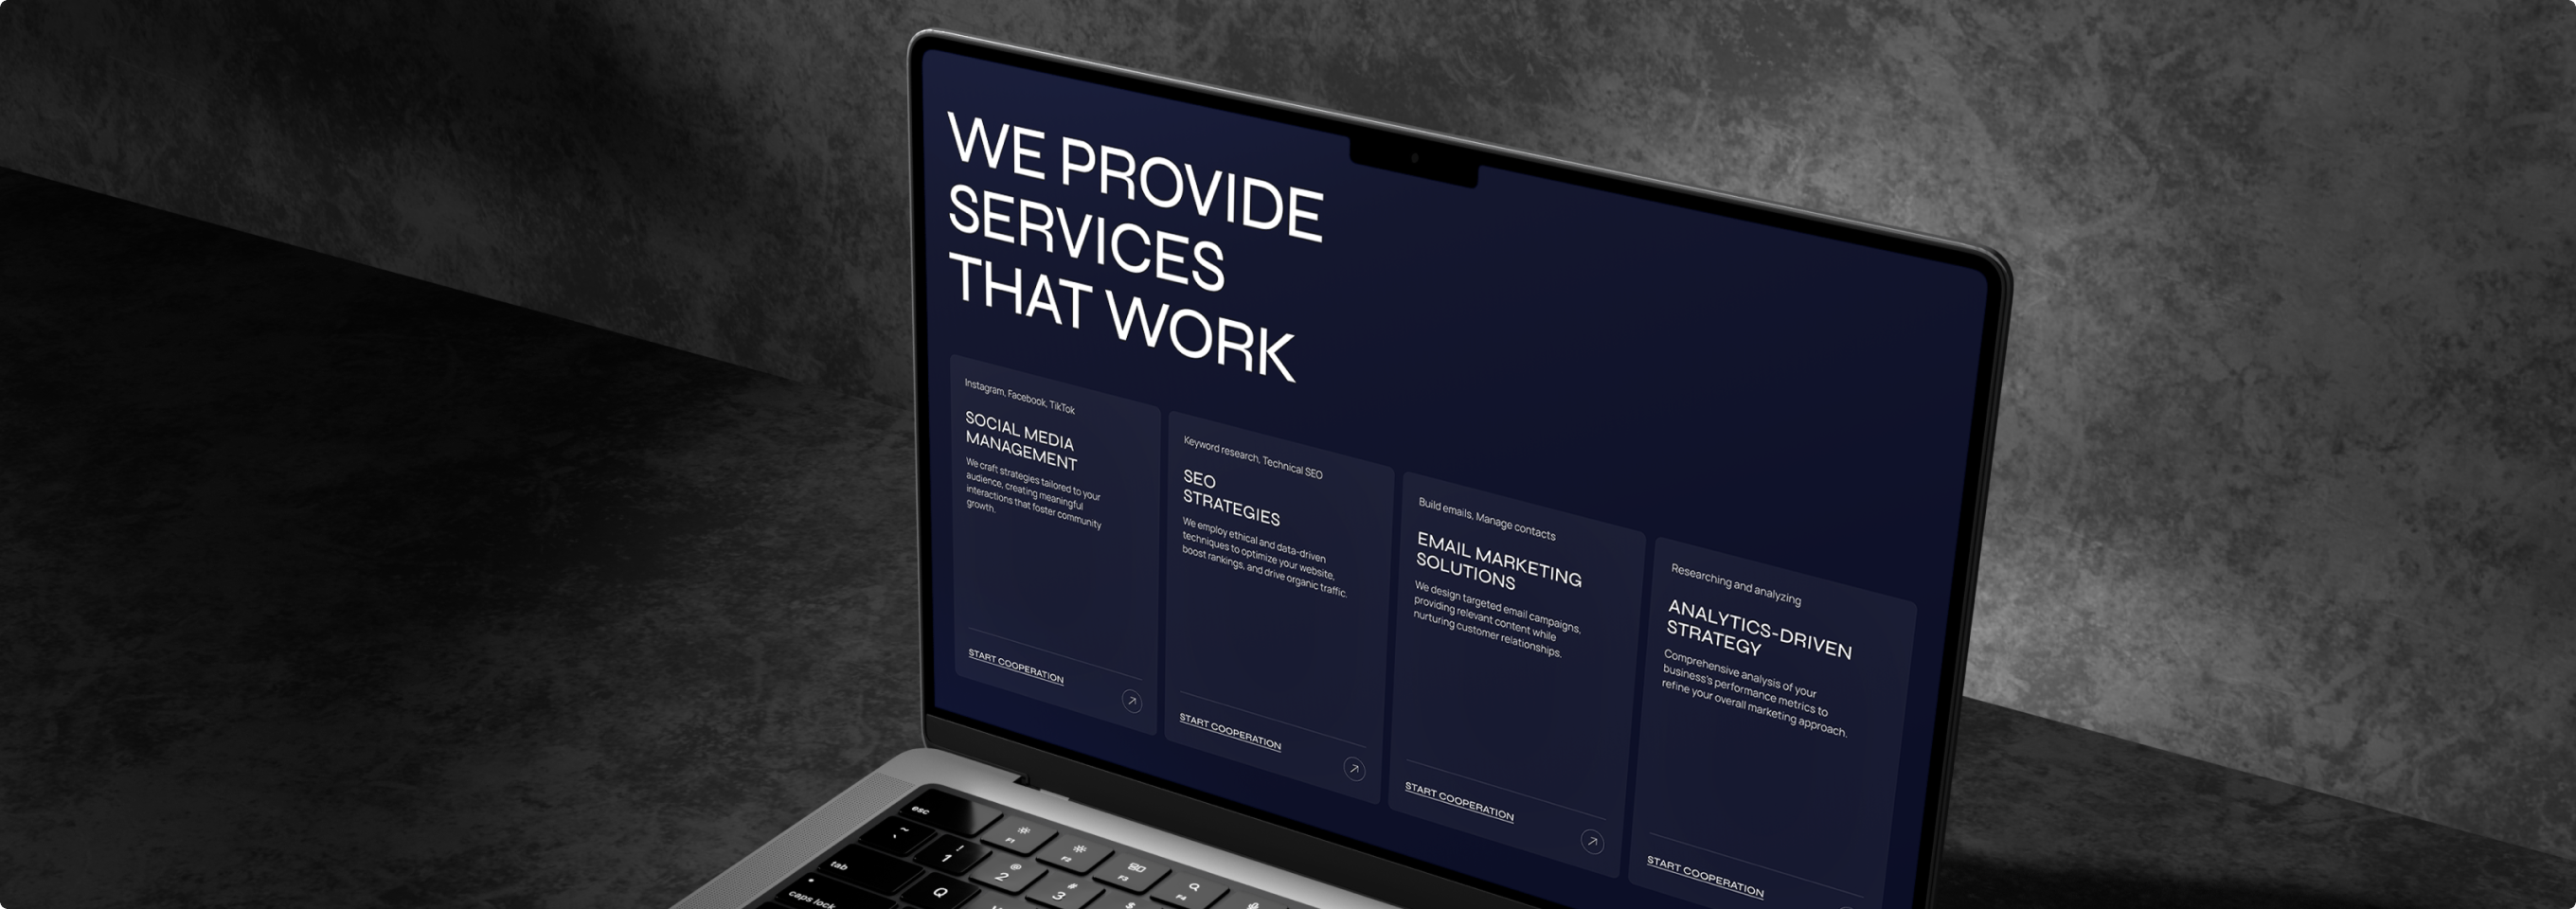 WE PROVIDE
SERVICES
THAT WORK
Instagram, Facebook, TikTok
SOCIAL MEDIA
MANAGEMENT
We craft strategies tailored to your
audience, creating meaningful
interactions that foster community
growth.
START COOPERATION
Keyword research, Technical SEO
SEO
STRATEGIES
We employ ethical and data-driven
techniques to optimize your website,
boost rankings, and drive organic traffic.
START COOPERATION
Build emails, Manage contacts
EMAIL MARKETING
SOLUTIONS
We design targeted email campaigns,
providing relevant content while
nurturing customer relationships.
START COOPERATION
Researching and analyzing
ANALYTICS-DRIVEN
STRATEGY
Comprehensive analysis of your
business's performance metrics to
refine your overall marketing approach.
START COOPERATION
esc F1 F2 F3 F4
~ ` ! 1 @ 2 # 3 $
tab Q
caps lock